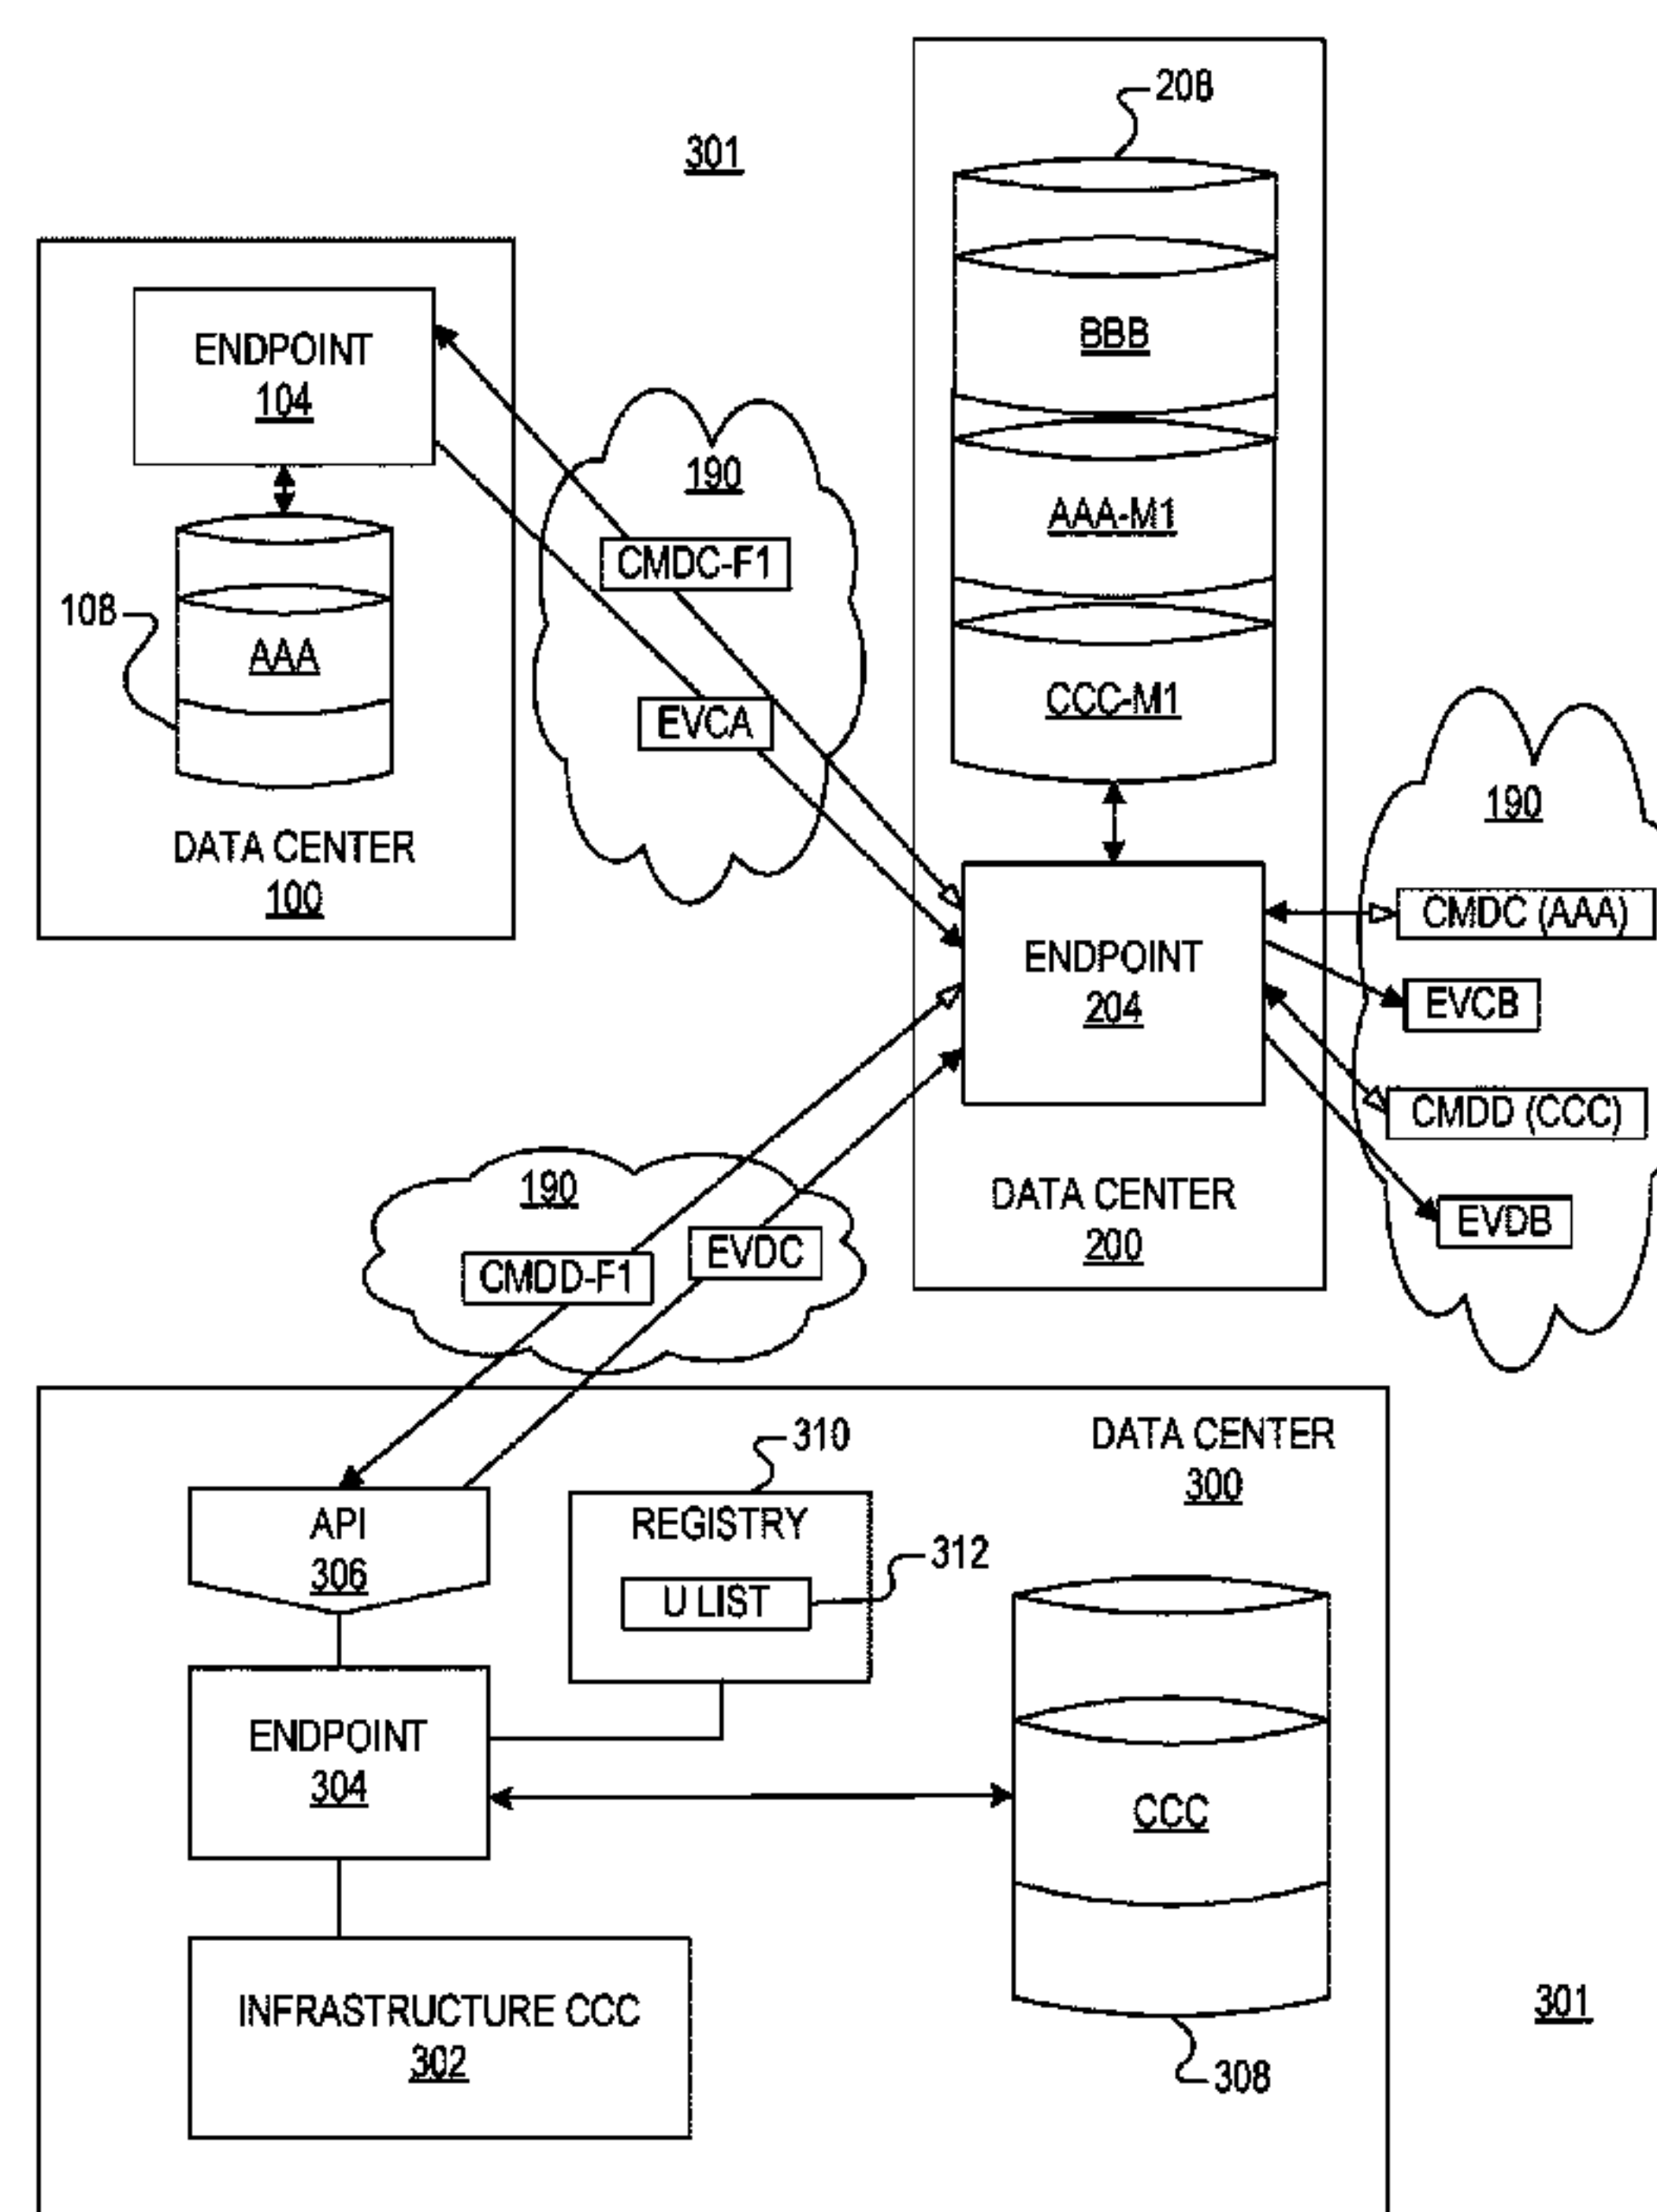 208
301
ENDPOINT
104
BBB
190
AAA-M1
CMDC-F1
108
AAA
CCC-M1
EVCA
190
DATA CENTER
100
CMDC (AAA)
ENDPOINT
204
EVCB
CMDD (CCC)
190
DATA CENTER
200
EVDB
EVDC
CMDD-F1
310
DATA CENTER
300
API
306
REGISTRY
312
U LIST
ENDPOINT
304
CCC
INFRASTRUCTURE CCC
302
301
308